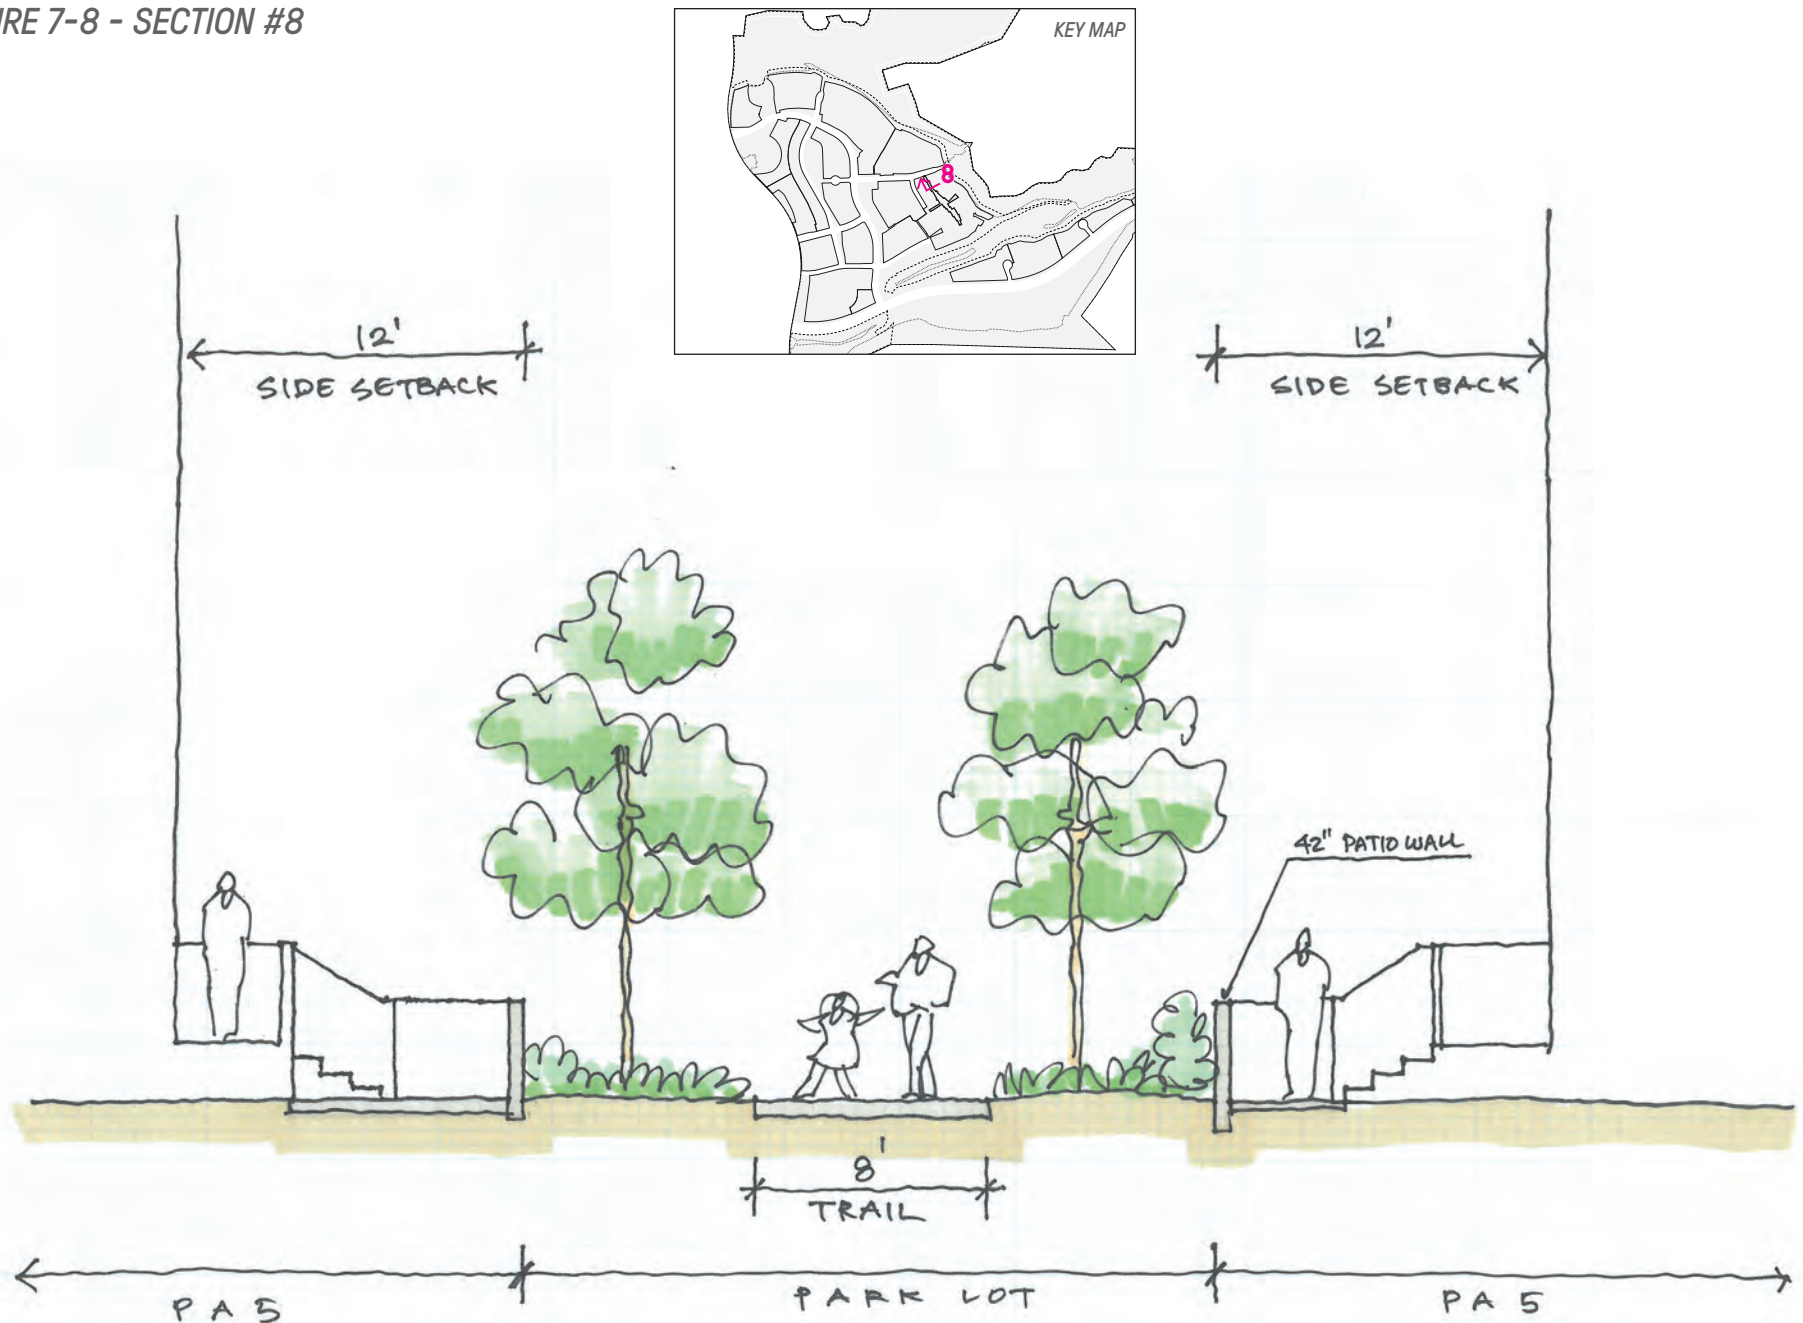 URE 7-8 - SECTION #8
KEY MAP
8
12'
SIDE SETBACK
12'
SIDE SETBACK
42" PATIO WALL
8'
TRAIL
PA 5
PARK LOT
PA 5